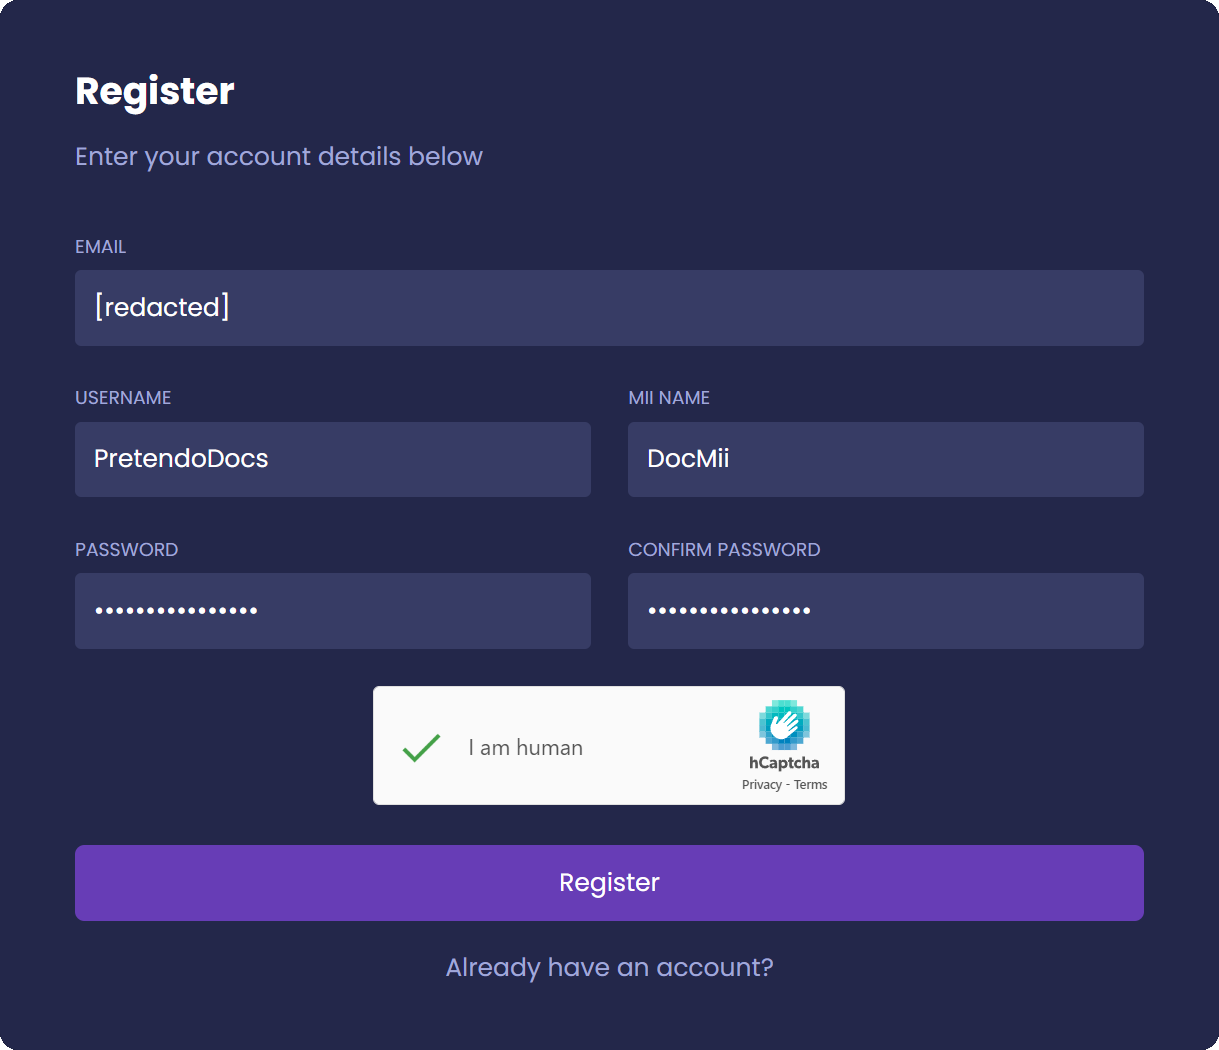 Register
Enter your account details below
EMAIL
[redacted]
USERNAME
MII NAME
PretendoDocs
DocMii
PASSWORD
CONFIRM PASSWORD
••••••••••••••••
••••••••••••••••
I am human
hCaptcha
Privacy - Terms
Register
Already have an account?